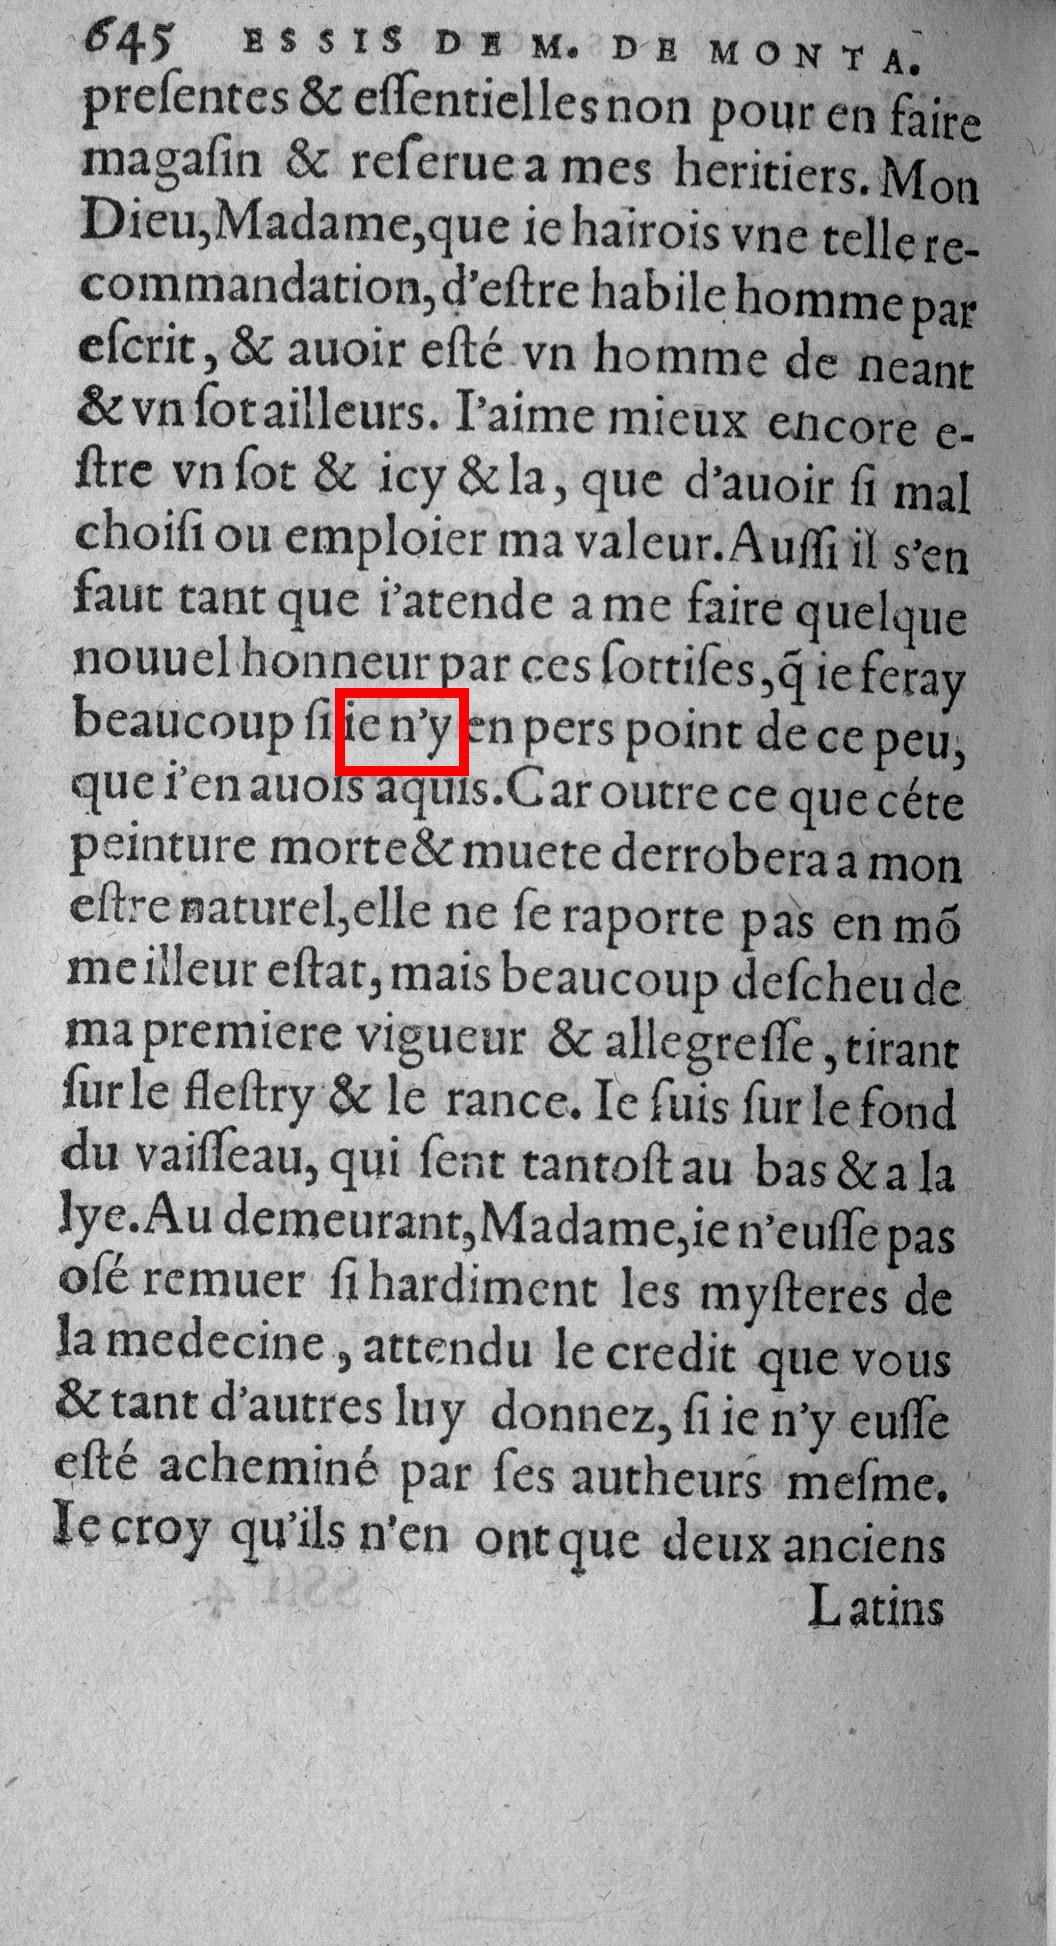 645 ESSIS DE M. DE MONTA.
preſentes & eſſentielles non pour en faire
magaſin & reſerue a mes heritiers. Mon
Dieu, Madame, que ie hairois vne telle re-
commandation, d'eſtre habile homme par
eſcrit, & auoir eſté vn homme de neant
& vn ſot ailleurs. I'aime mieux encore e-
ſtre vn ſot & icy & la, que d'auoir ſi mal
choiſi ou emploier ma valeur. Auſſi il s'en
faut tant que i'atende a me faire quelque
nouuel honneur par ces ſottiſes, q̃ ie feray
beaucoup ſi ie n'y en pers point de ce peu,
que i'en auois aquis. Car outre ce que céte
peinture morte & muete derrobera a mon
eſtre naturel, elle ne ſe raporte pas en mõ
meilleur eſtat, mais beaucoup deſcheu de
ma premiere vigueur & allegreſſe, tirant
ſur le fleſtry & le rance. Ie ſuis ſur le fond
du vaiſſeau, qui ſent tantoſt au bas & a la
lye. Au demeurant, Madame, ie n'euſſe pas
oſé remuer ſi hardiment les myſteres de
la medecine, attendu le credit que vous
& tant d'autres luy donnez, ſi ie n'y euſſe
eſté acheminé par ſes autheurs meſme.
Ie croy qu'ils n'en ont que deux anciens
Latins